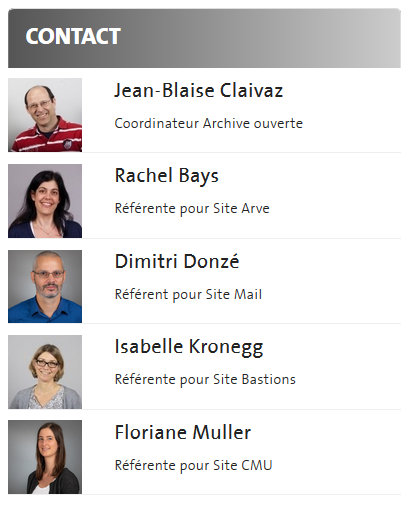 CONTACT
Jean-Blaise Claivaz
Coordinateur Archive ouverte
Rachel Bays
Référente pour Site Arve
Dimitri Donzé
Référent pour Site Mail
Isabelle Kronegg
Référente pour Site Bastions
Floriane Muller
Référente pour Site CMU